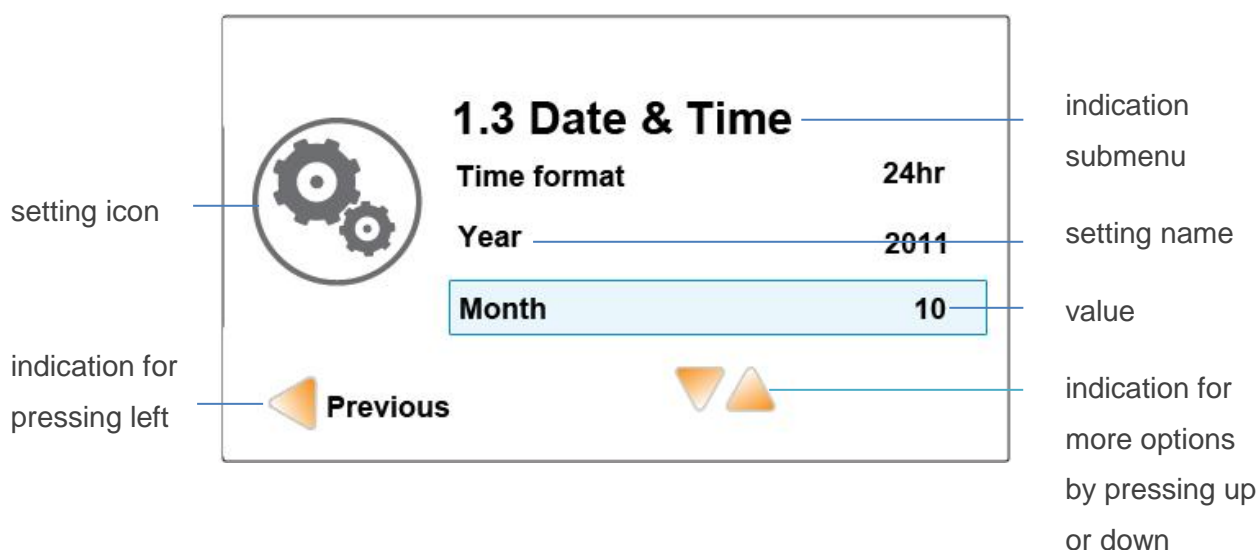 setting icon
indication for
pressing left
1.3 Date & Time
Time format 24hr
Year 2011
Month 10
Previous
indication
submenu
setting name
value
indication for
more options
by pressing up
or down